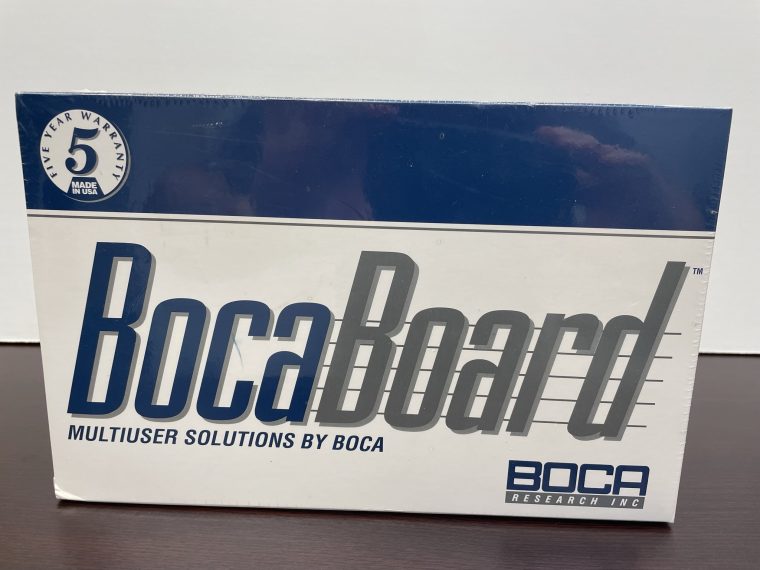 FIVE YEAR WARRANTY
5
MADE
IN USA
BocaBoard™
MULTIUSER SOLUTIONS BY BOCA
BOCA
RESEARCH INC